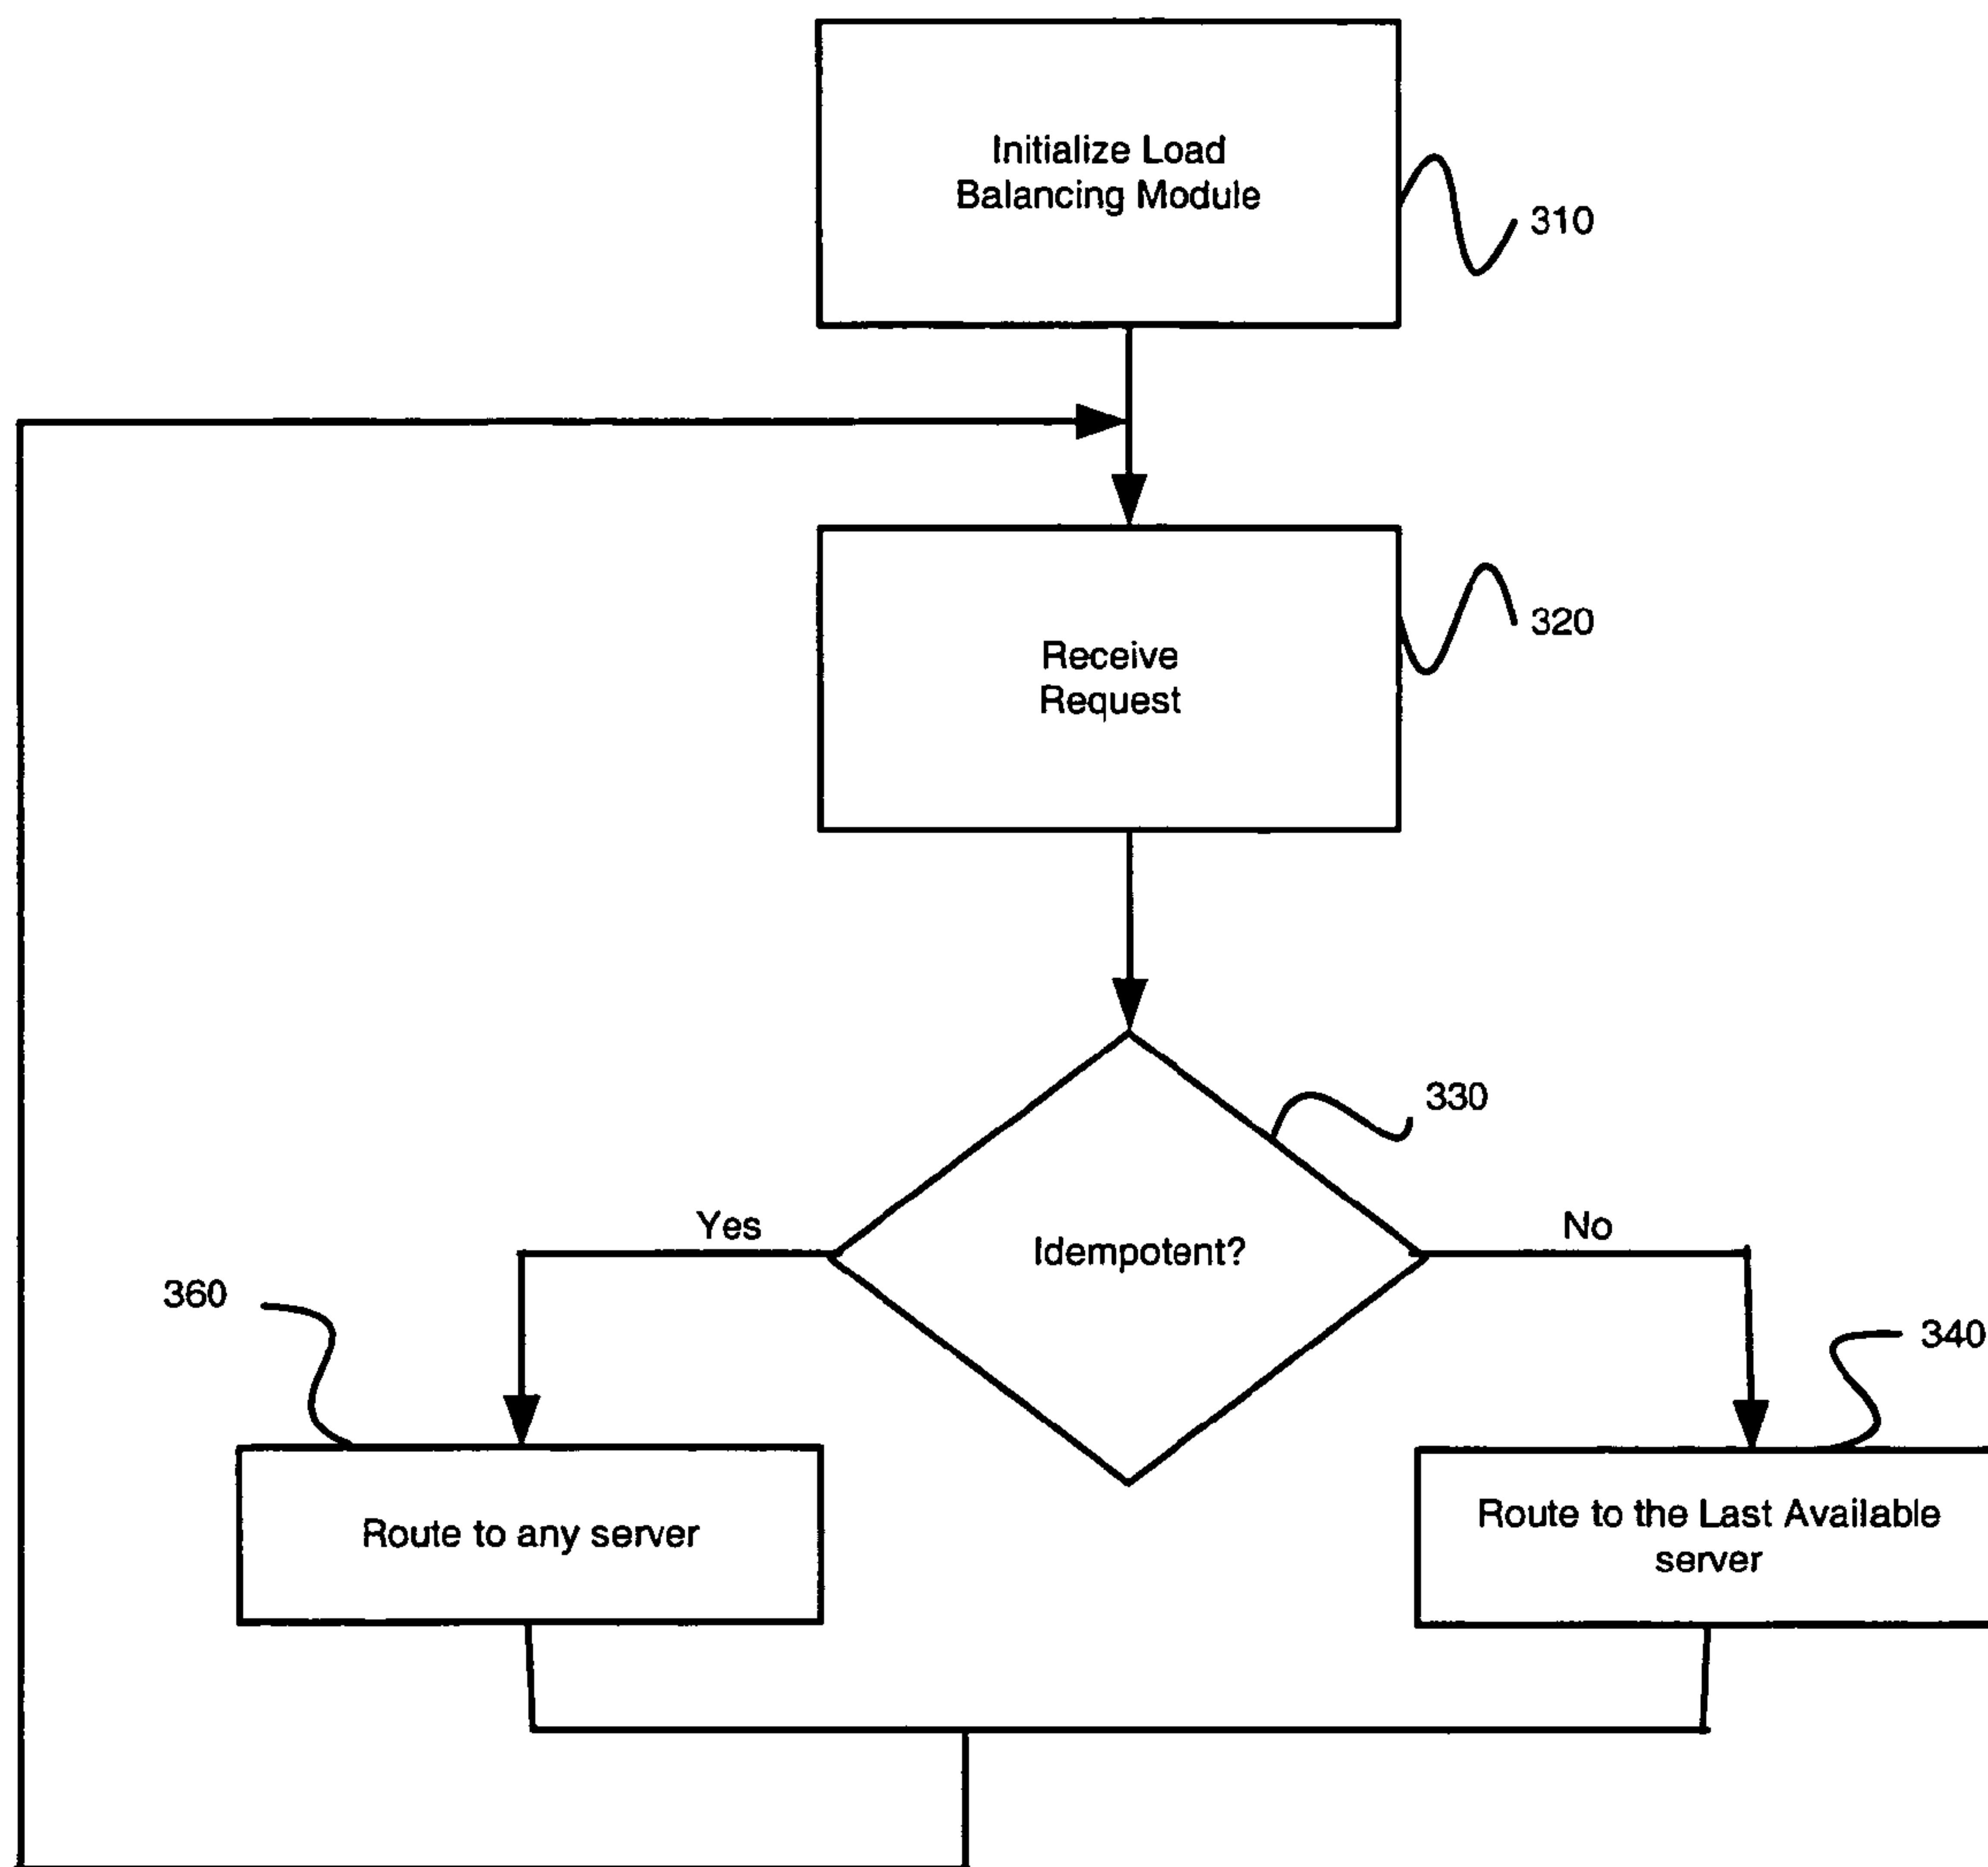 Initialize Load
Balancing Module
310
320
Receive
Request
330
Yes
Idempotent?
No
360
340
Route to any server
Route to the Last Available
server